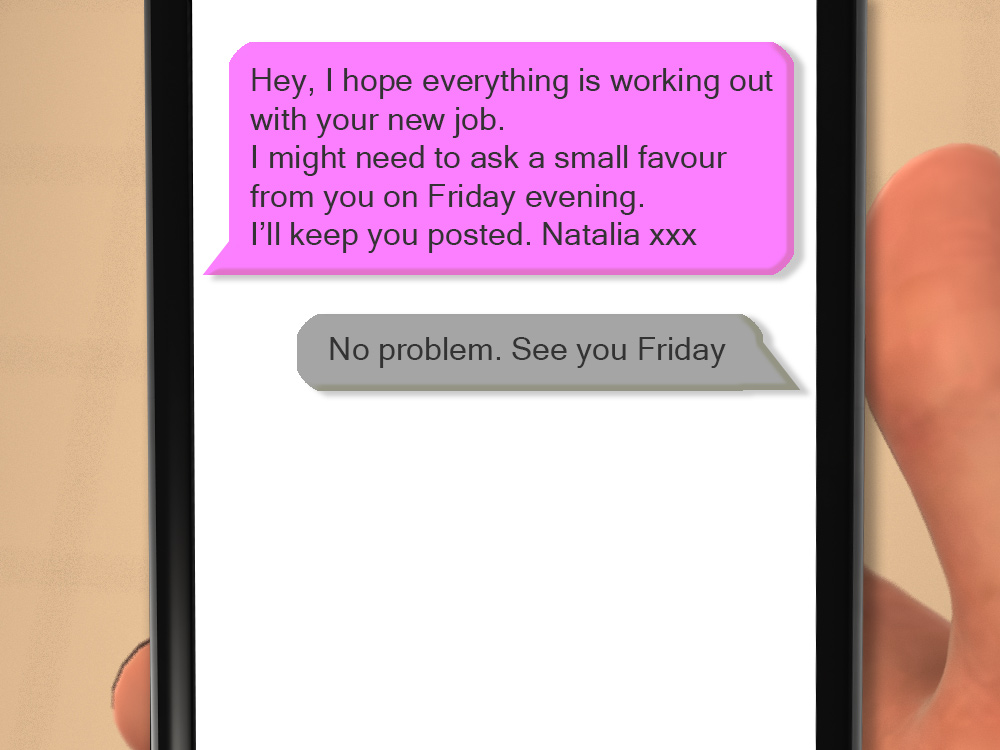 Hey, I hope everything is working out
with your new job.
I might need to ask a small favour
from you on Friday evening.
I’ll keep you posted. Natalia xxx
No problem. See you Friday